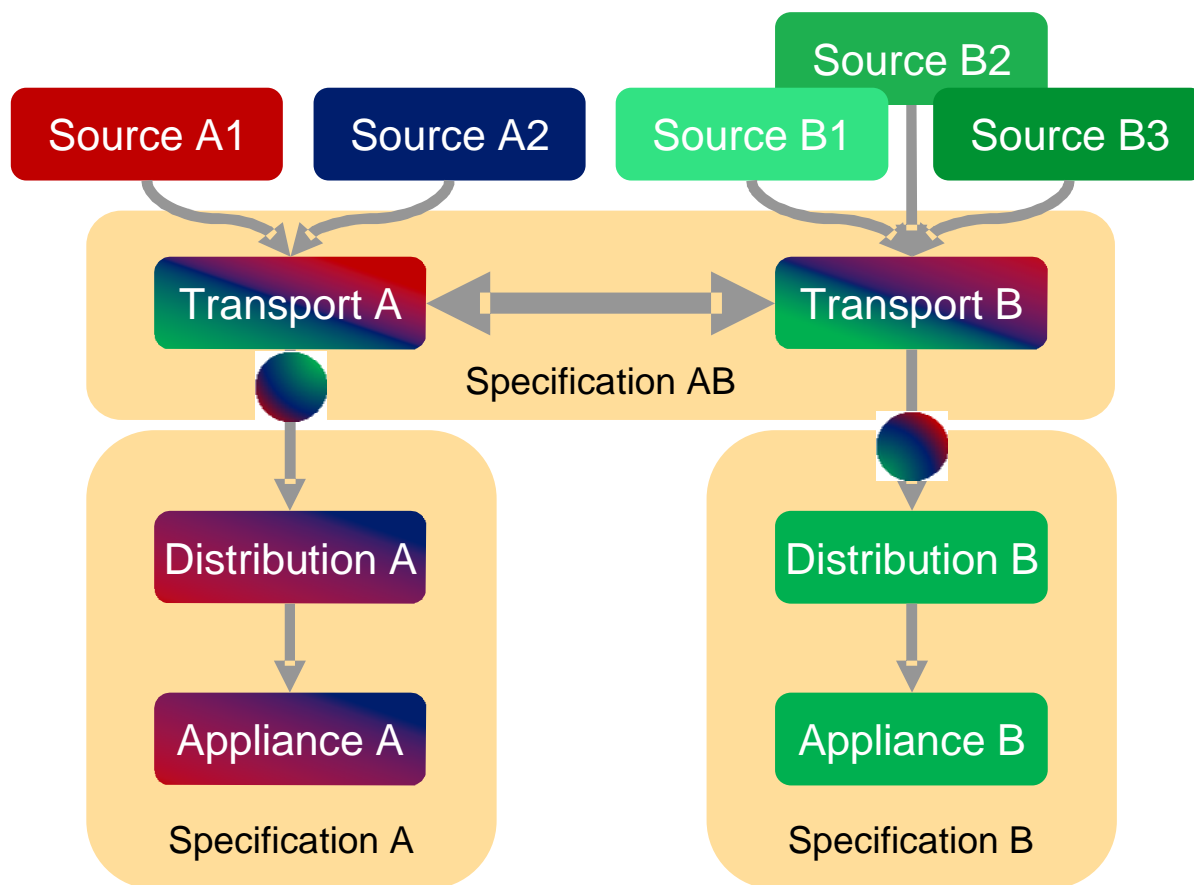 Source B2
Source A1
Source A2
Source B1
Source B3
Transport A
Transport B
Specification AB
Distribution A
Distribution B
Appliance A
Appliance B
Specification A
Specification B